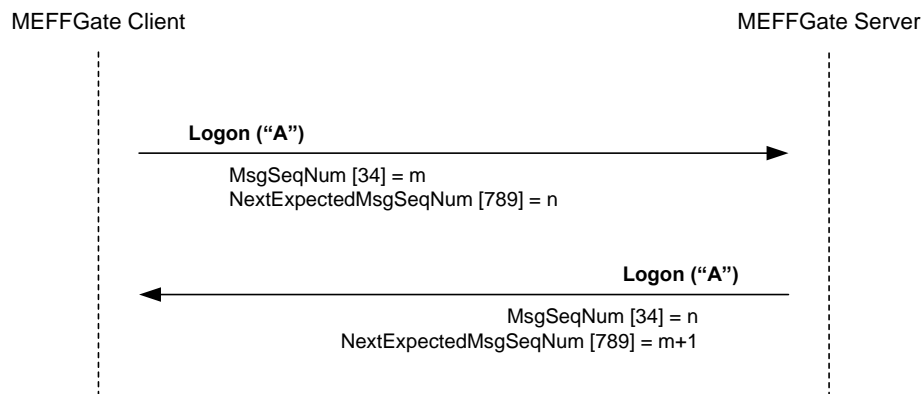 MEFFGate Client
MEFFGate Server
Logon (“A”)
MsgSeqNum [34] = m
NextExpectedMsgSeqNum [789] = n
Logon (“A”)
MsgSeqNum [34] = n
NextExpectedMsgSeqNum [789] = m+1